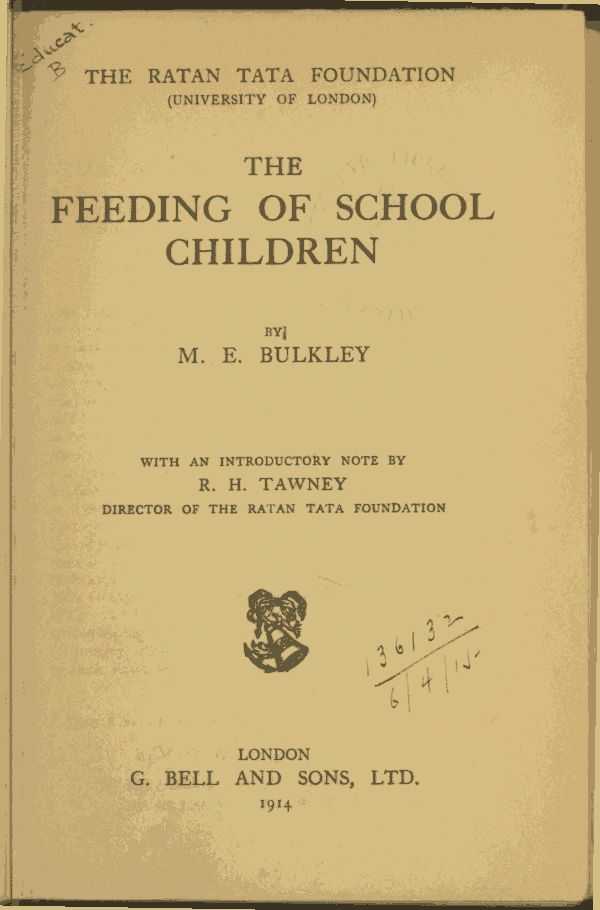 Educat.
B
THE RATAN TATA FOUNDATION
(UNIVERSITY OF LONDON)
THE
FEEDING OF SCHOOL
CHILDREN
BY
M. E. BULKLEY
WITH AN INTRODUCTORY NOTE BY
R. H. TAWNEY
DIRECTOR OF THE RATAN TATA FOUNDATION
136132
6/4/15-
LONDON
G. BELL AND SONS, LTD.
1914